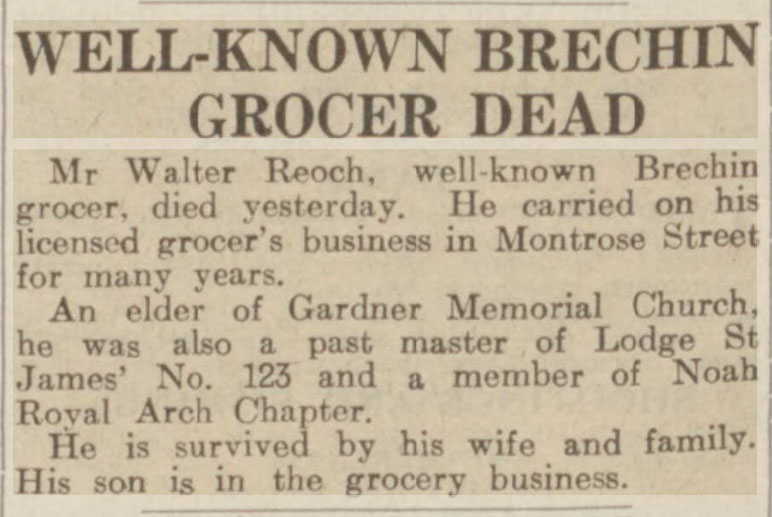 WELL-KNOWN BRECHIN
GROCER DEAD
Mr Walter Reoch, well-known Brechin
grocer, died yesterday. He carried on his
licensed grocer's business in Montrose Street
for many years.
An elder of Gardner Memorial Church,
he was also a past master of Lodge St
James' No. 123 and a member of Noah
Royal Arch Chapter.
He is survived by his wife and family.
His son is in the grocery business.